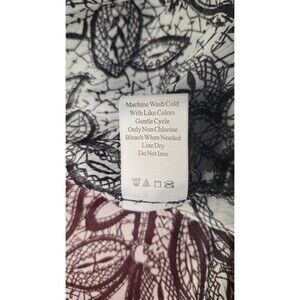 Machine Wash Cold
With Like Colors
Gentle Cycle
Only Non Chlorine
Bleach When Needed
Line Dry
Do Not Iron